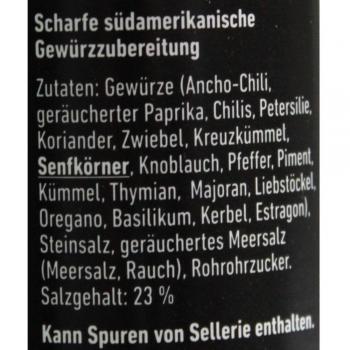 Scharfe südamerikanische
Gewürzzubereitung
Zutaten: Gewürze (Ancho-Chili,
geräucherter Paprika, Chilis, Petersilie,
Koriander, Zwiebel, Kreuzkümmel,
Senfkörner, Knoblauch, Pfeffer, Piment,
Kümmel, Thymian, Majoran, Liebstöckel,
Oregano, Basilikum, Kerbel, Estragon),
Steinsalz, geräuchertes Meersalz
(Meersalz, Rauch), Rohrohrzucker.
Salzgehalt: 23 %
Kann Spuren von Sellerie enthalten.